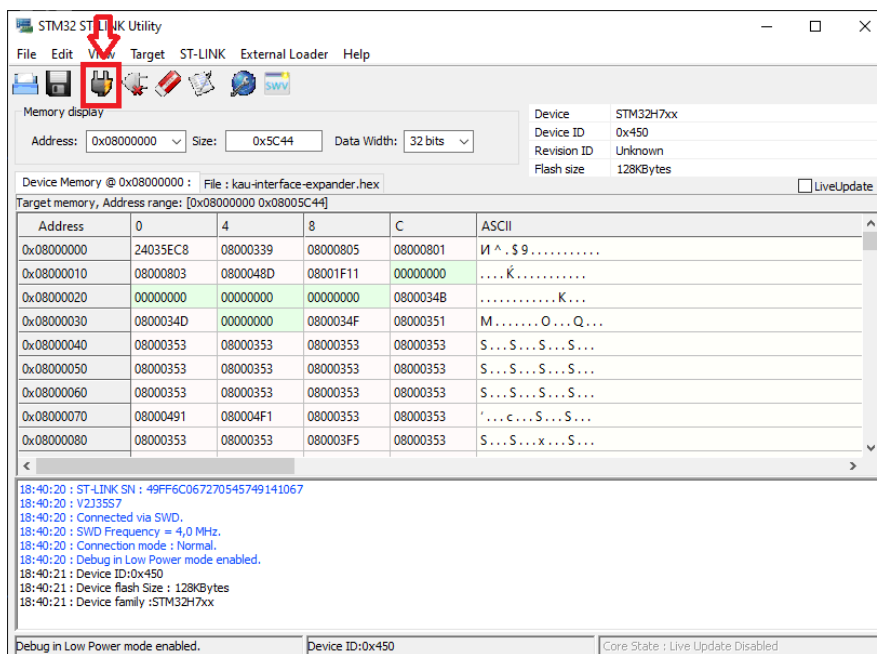 STM32 ST-LINK Utility
File Edit View Target ST-LINK External Loader Help
SWV
Memory display
Address: 0x08000000 Size: 0x5C44 Data Width: 32 bits
Device STM32H7xx
Device ID 0x450
Revision ID Unknown
Flash size 128KBytes
LiveUpdate
Device Memory @ 0x08000000 : File : kau-interface-expander.hex
Target memory, Address range: [0x08000000 0x08005C44]
Address 0 4 8 C ASCII
0x08000000 24035EC8 08000339 08000805 08000801 И^.$9...........
0x08000010 08000803 0800048D 08001F11 00000000 ....Ќ...........
0x08000020 00000000 00000000 00000000 0800034B ............K...
0x08000030 0800034D 00000000 0800034F 08000351 M.......O...Q...
0x08000040 08000353 08000353 08000353 08000353 S...S...S...S...
0x08000050 08000353 08000353 08000353 08000353 S...S...S...S...
0x08000060 08000353 08000353 08000353 08000353 S...S...S...S...
0x08000070 08000491 080004F1 08000353 08000353 ‘...с...S...S...
0x08000080 08000353 08000353 080003F5 08000353 S...S...х...S...
18:40:20 : ST-LINK SN : 49FF6C067270545749141067
18:40:20 : V2J35S7
18:40:20 : Connected via SWD.
18:40:20 : SWD Frequency = 4,0 MHz.
18:40:20 : Connection mode : Normal.
18:40:20 : Debug in Low Power mode enabled.
18:40:21 : Device ID:0x450
18:40:21 : Device flash Size : 128KBytes
18:40:21 : Device family :STM32H7xx
Debug in Low Power mode enabled. Device ID:0x450 Core State : Live Update Disabled